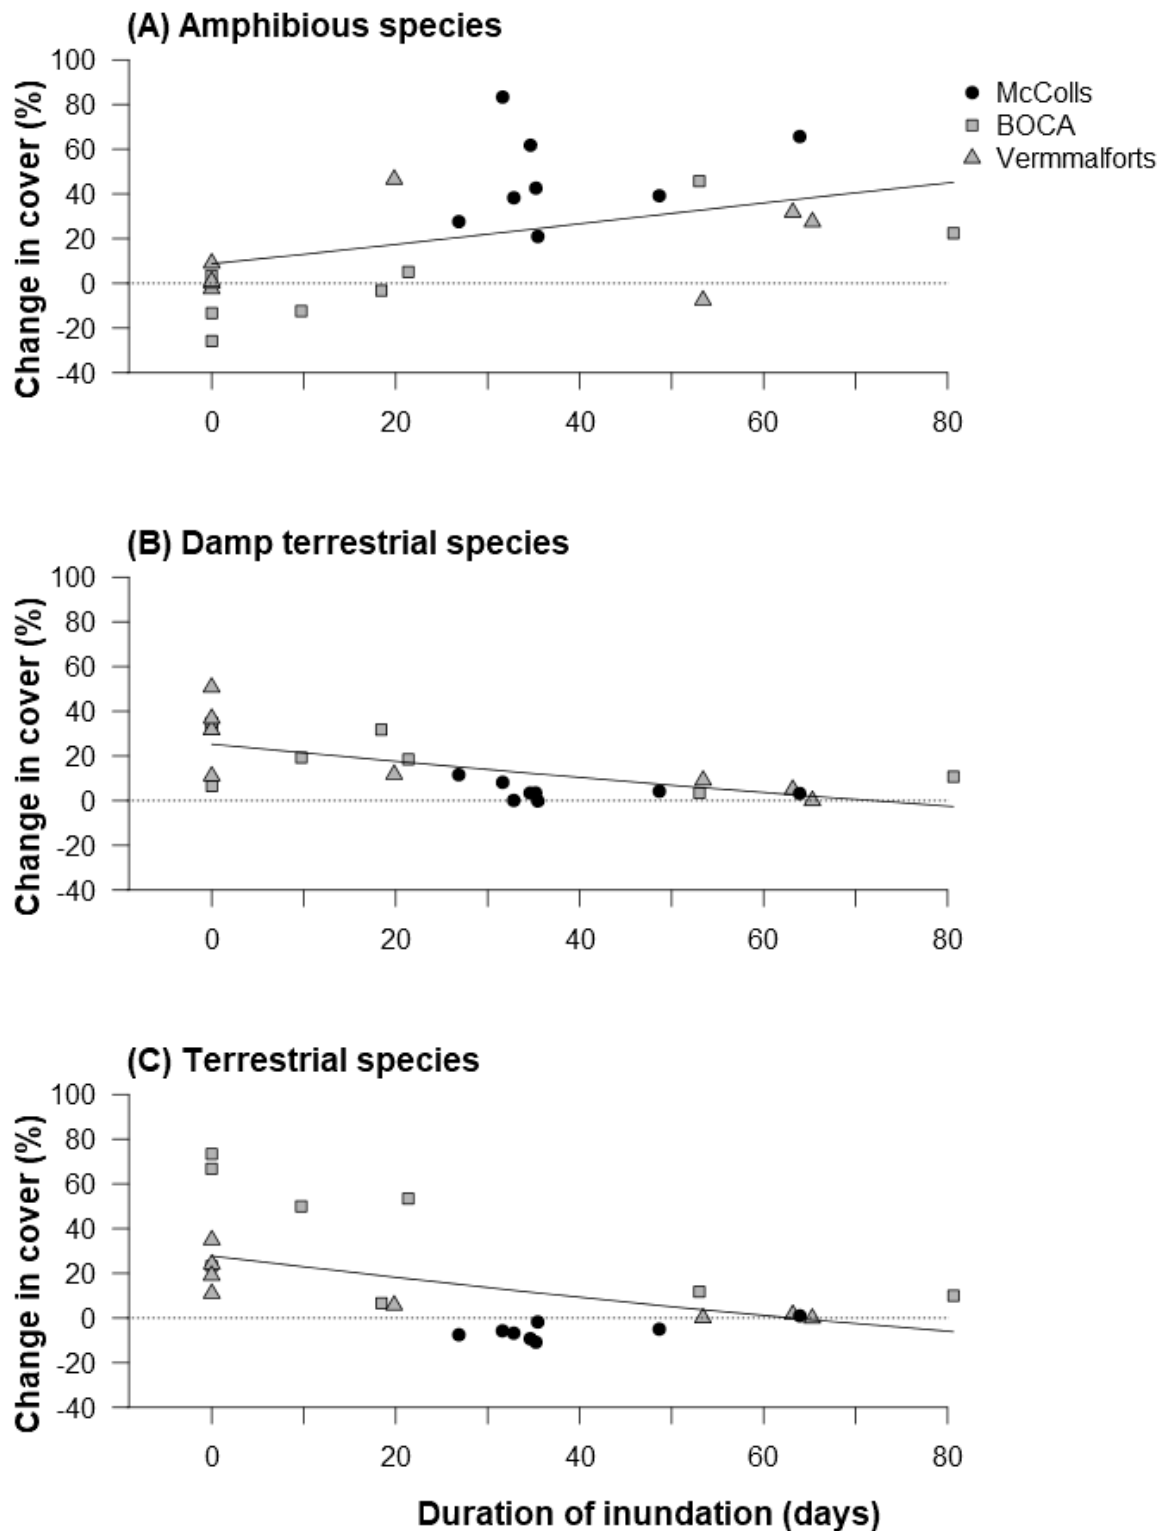 (A) Amphibious species
Change in cover (%)
100
80
60
40
20
0
-20
-40
0 20 40 60 80
McColls
BOCA
Vermmalforts
(B) Damp terrestrial species
Change in cover (%)
100
80
60
40
20
0
-20
-40
0 20 40 60 80
(C) Terrestrial species
Change in cover (%)
100
80
60
40
20
0
-20
-40
0 20 40 60 80
Duration of inundation (days)